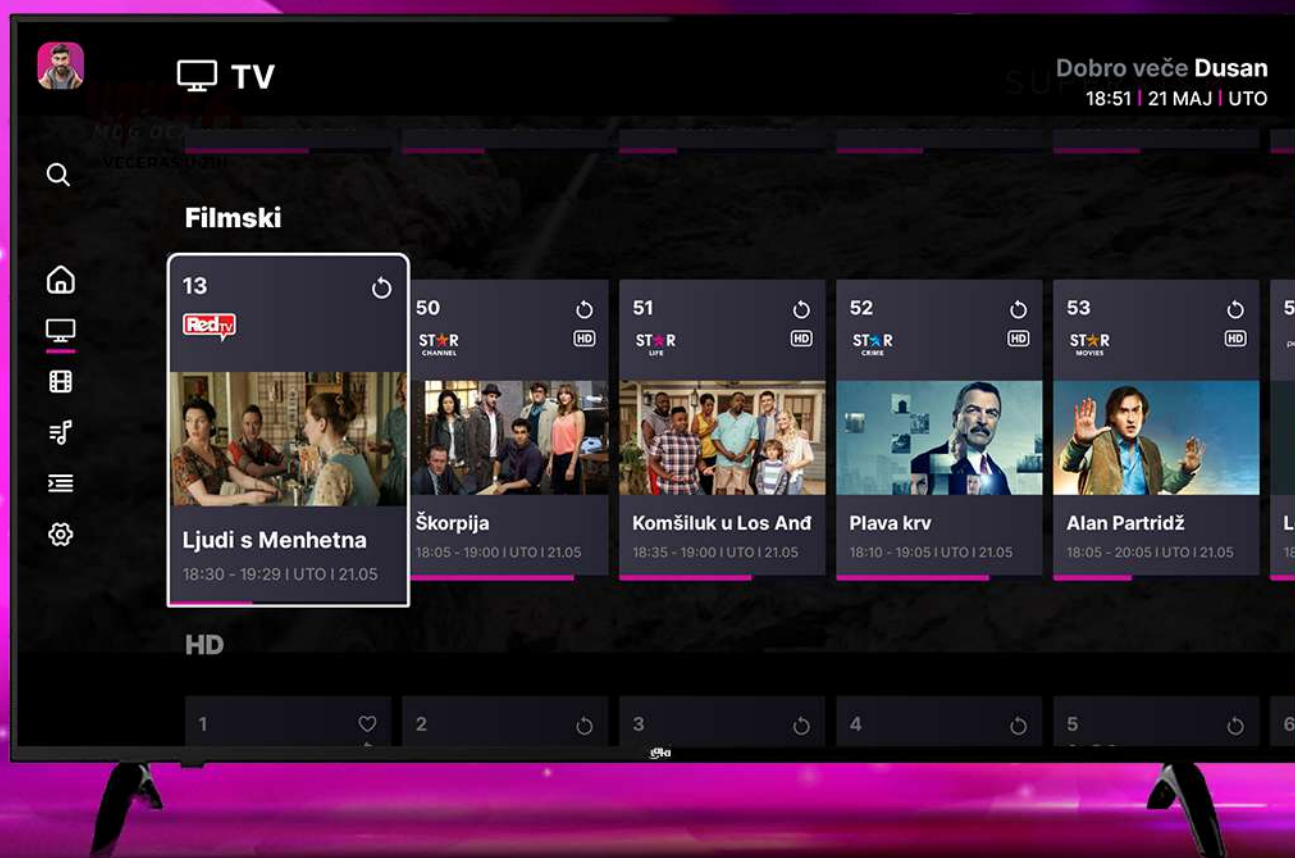 TV
Dobro veče Dusan
18:51 | 21 MAJ | UTO
Filmski
13
Red TV
Ljudi s Menhetna
18:30 - 19:29 I UTO I 21.05
50
HD
STAR
CHANNEL
Škorpija
18:05 - 19:00 I UTO I 21.05
51
HD
STAR
LIFE
Komšiluk u Los Anđ
18:35 - 19:00 I UTO I 21.05
52
HD
STAR
CRIME
Plava krv
18:10 - 19:05 I UTO I 21.05
53
HD
STAR
MOVIES
Alan Partridž
18:05 - 20:05 I UTO I 21.05
5
L
18
HD
1
2
3
4
5
6